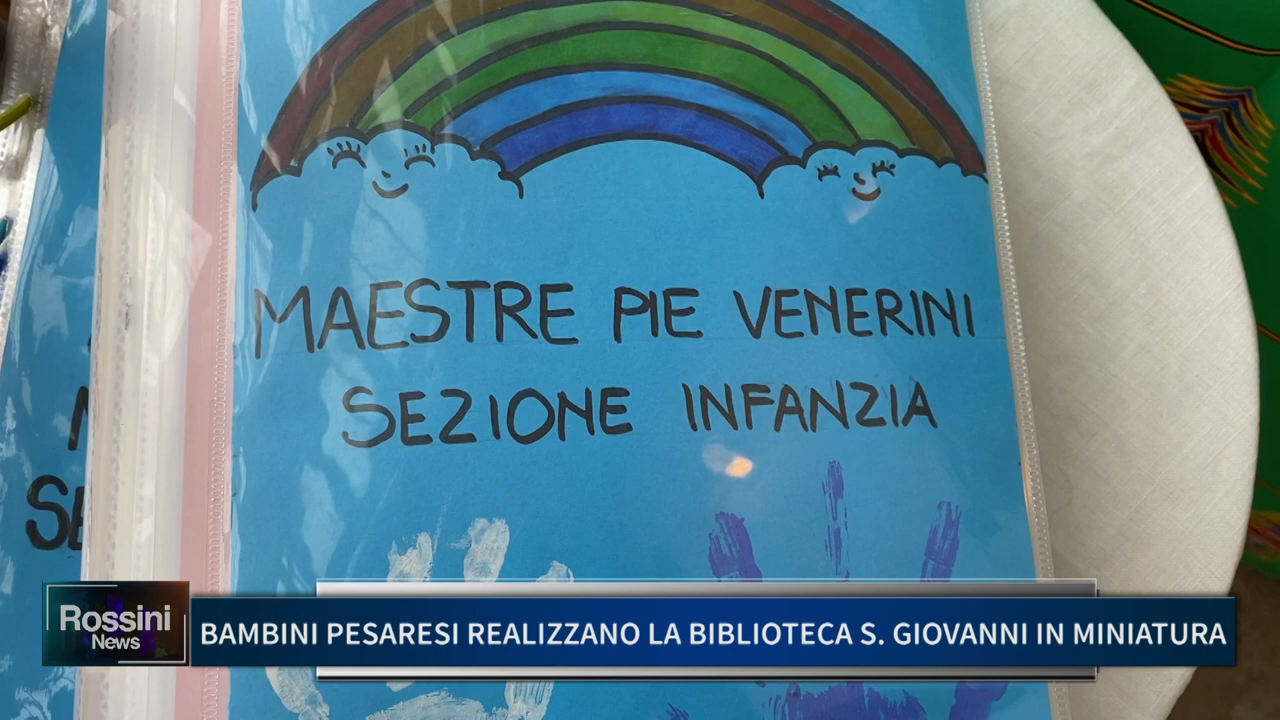 MAESTRE PIE VENERINI
SEZIONE INFANZIA
Rossini
News
BAMBINI PESARESI REALIZZANO LA BIBLIOTECA S. GIOVANNI IN MINIATURA